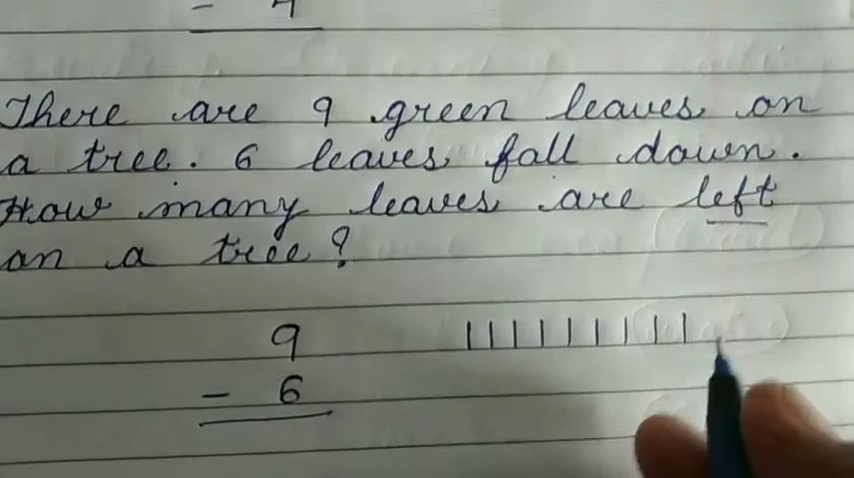 - 4
There are 9 green leaves on
a tree. 6 leaves fall down.
How many leaves are left
on a tree?
9
- 6